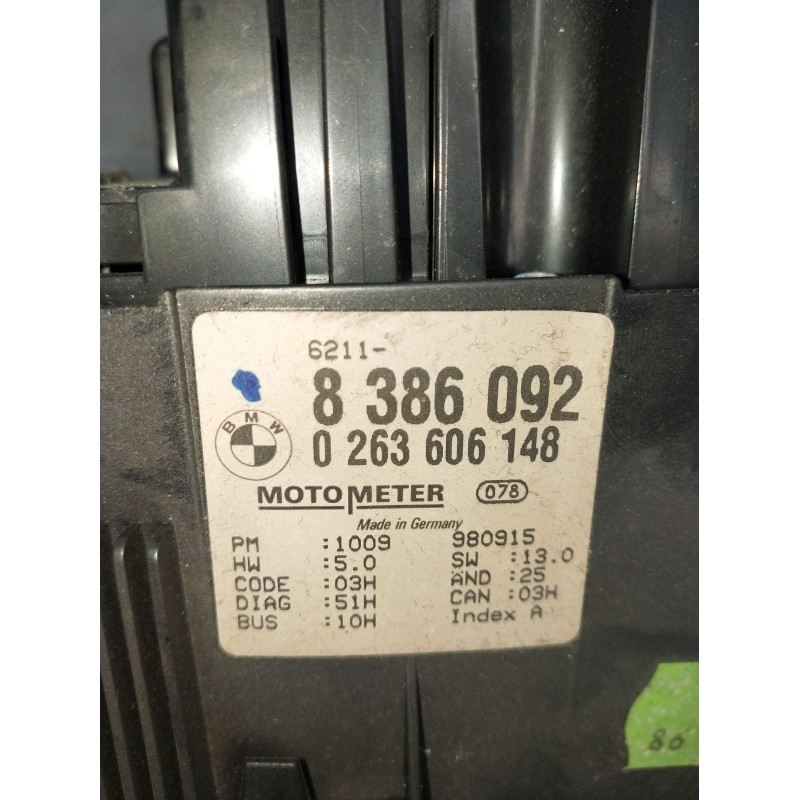 6211-
8 386 092
BMW
0 263 606 148
MOTOMETER 078
Made in Germany
PM :1009 980915
HW :5.0 SW :13.0
CODE :03H AND :25
DIAG :51H CAN :03H
BUS :10H Index A
86